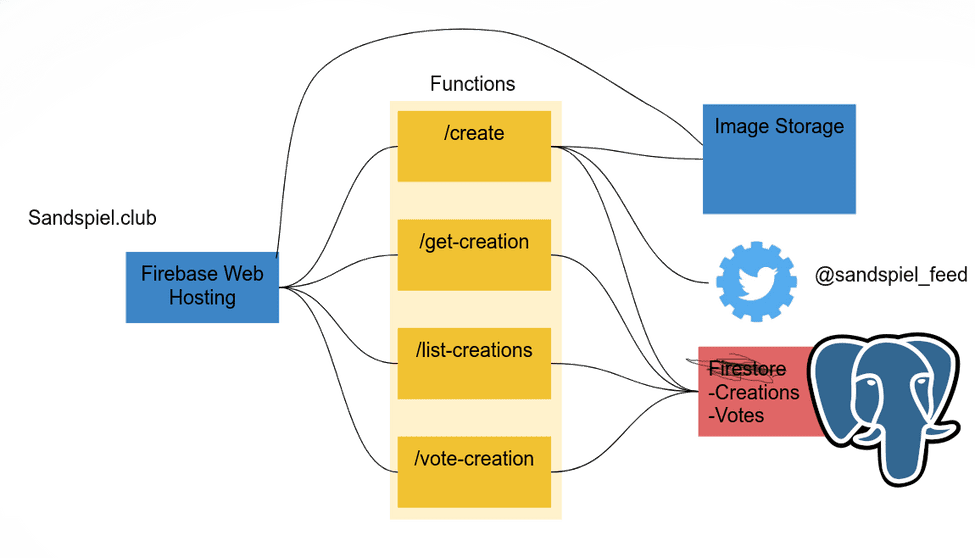 Functions
/create
Image Storage
Sandspiel.club
/get-creation
Firebase Web
Hosting
@sandspiel_feed
/list-creations
Firestore
-Creations
-Votes
/vote-creation